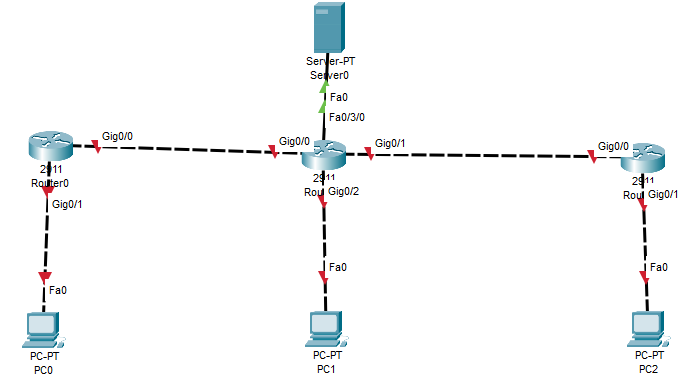 Server-PT
Server0
Fa0
Fa0/3/0
Gig0/0
Gig0/0
Gig0/1
Gig0/0
2911
Router0
2911
Rou
2911
Rou
Gig0/1
Gig0/2
Gig0/1
Fa0
Fa0
Fa0
PC-PT
PC0
PC-PT
PC1
PC-PT
PC2